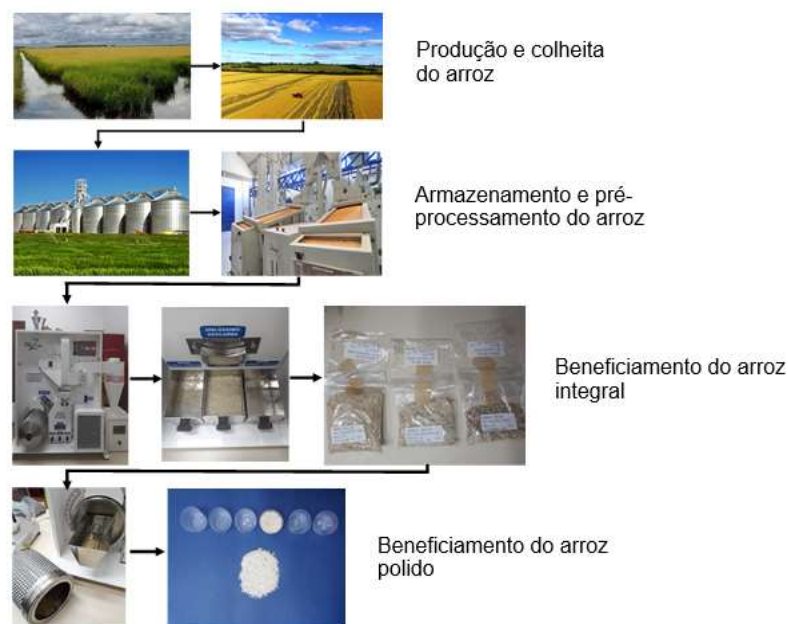 Produção e colheita
do arroz
Armazenamento e pré-
processamento do arroz
Beneficiamento do arroz
integral
Beneficiamento do arroz
polido